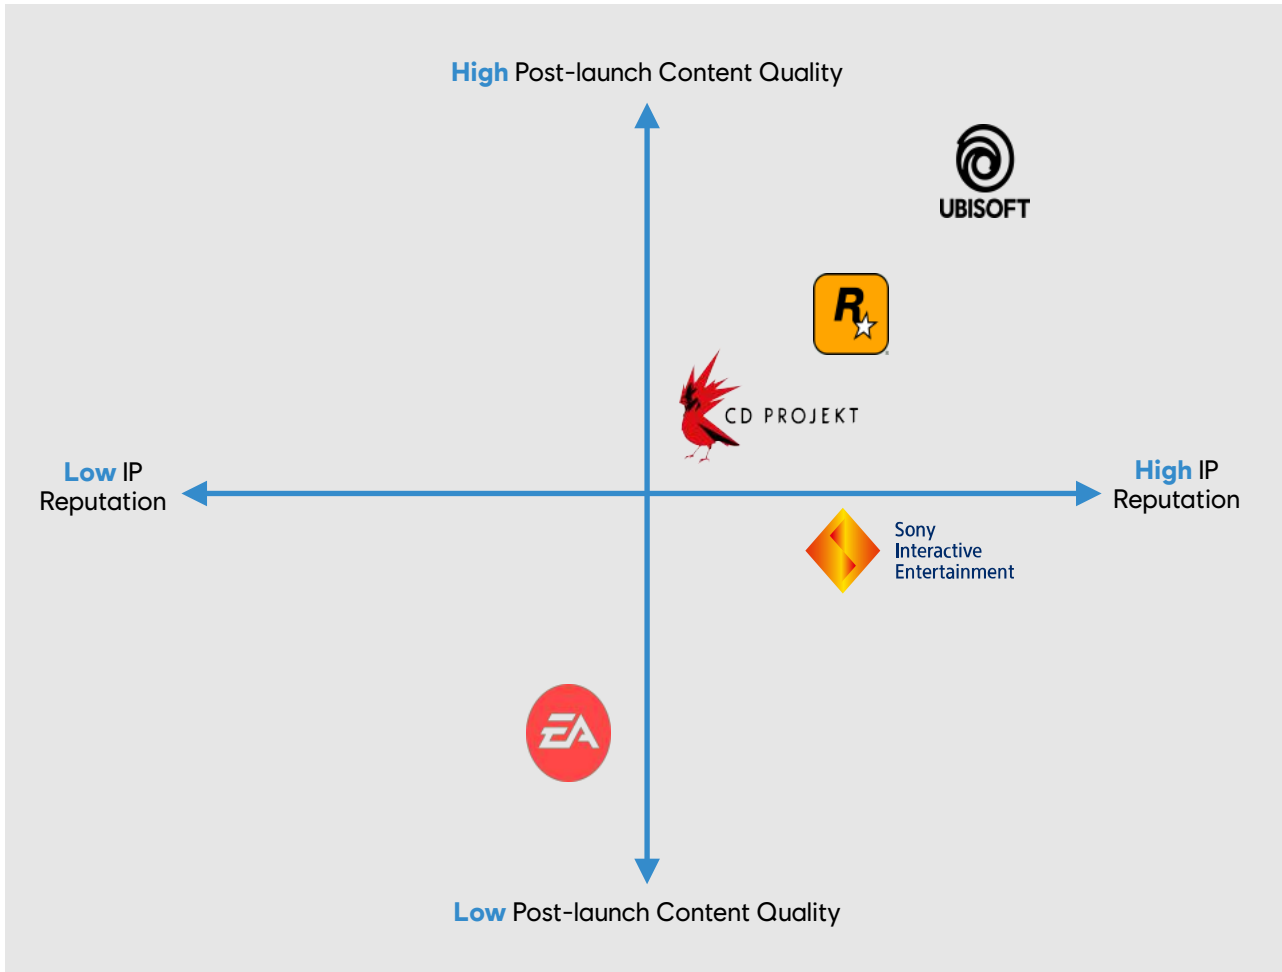 High Post-launch Content Quality
UBISOFT
R
CD PROJEKT
Low IP
Reputation
High IP
Reputation
Sony
Interactive
Entertainment
EA
Low Post-launch Content Quality